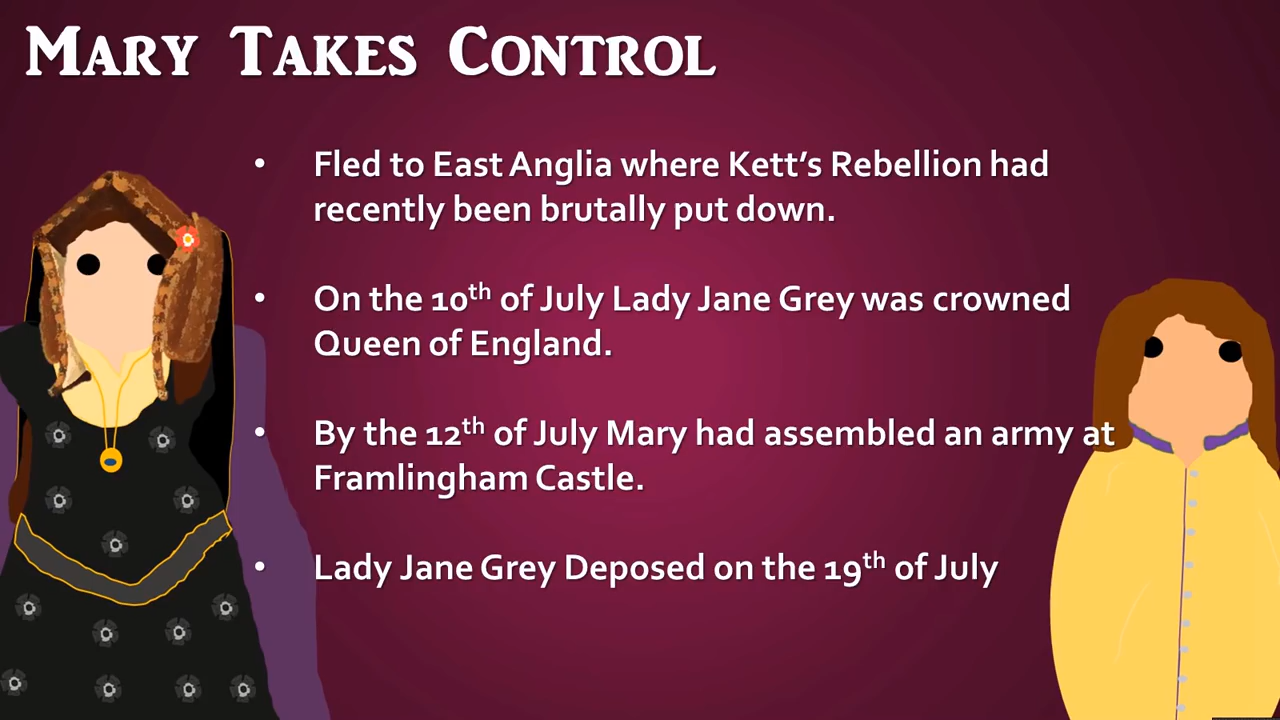 Mary Takes Control
• Fled to East Anglia where Kett's Rebellion had
recently been brutally put down.
• On the 10th of July Lady Jane Grey was crowned
Queen of England.
• By the 12th of July Mary had assembled an army at
Framlingham Castle.
• Lady Jane Grey Deposed on the 19th of July